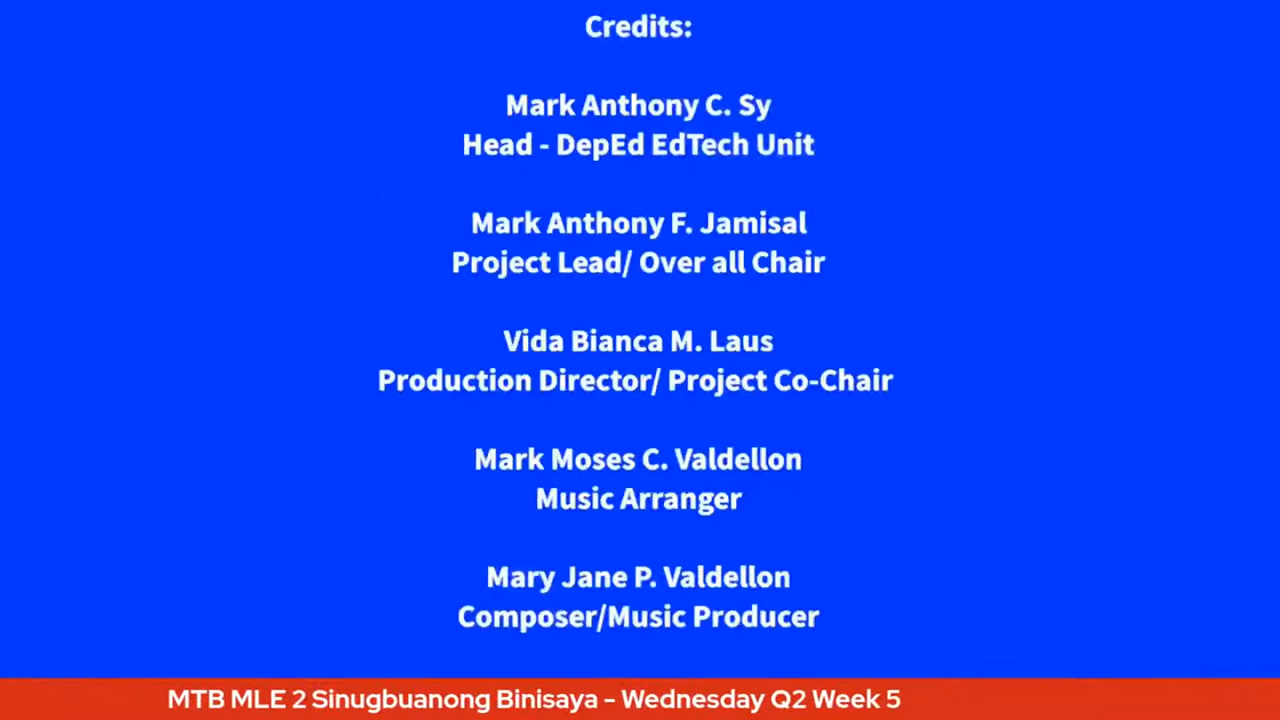 Credits:
Mark Anthony C. Sy
Head - DepEd EdTech Unit
Mark Anthony F. Jamisal
Project Lead/ Over all Chair
Vida Bianca M. Laus
Production Director/ Project Co-Chair
Mark Moses C. Valdellon
Music Arranger
Mary Jane P. Valdellon
Composer/Music Producer
MTB MLE 2 Sinugbuanong Binisaya - Wednesday Q2 Week 5